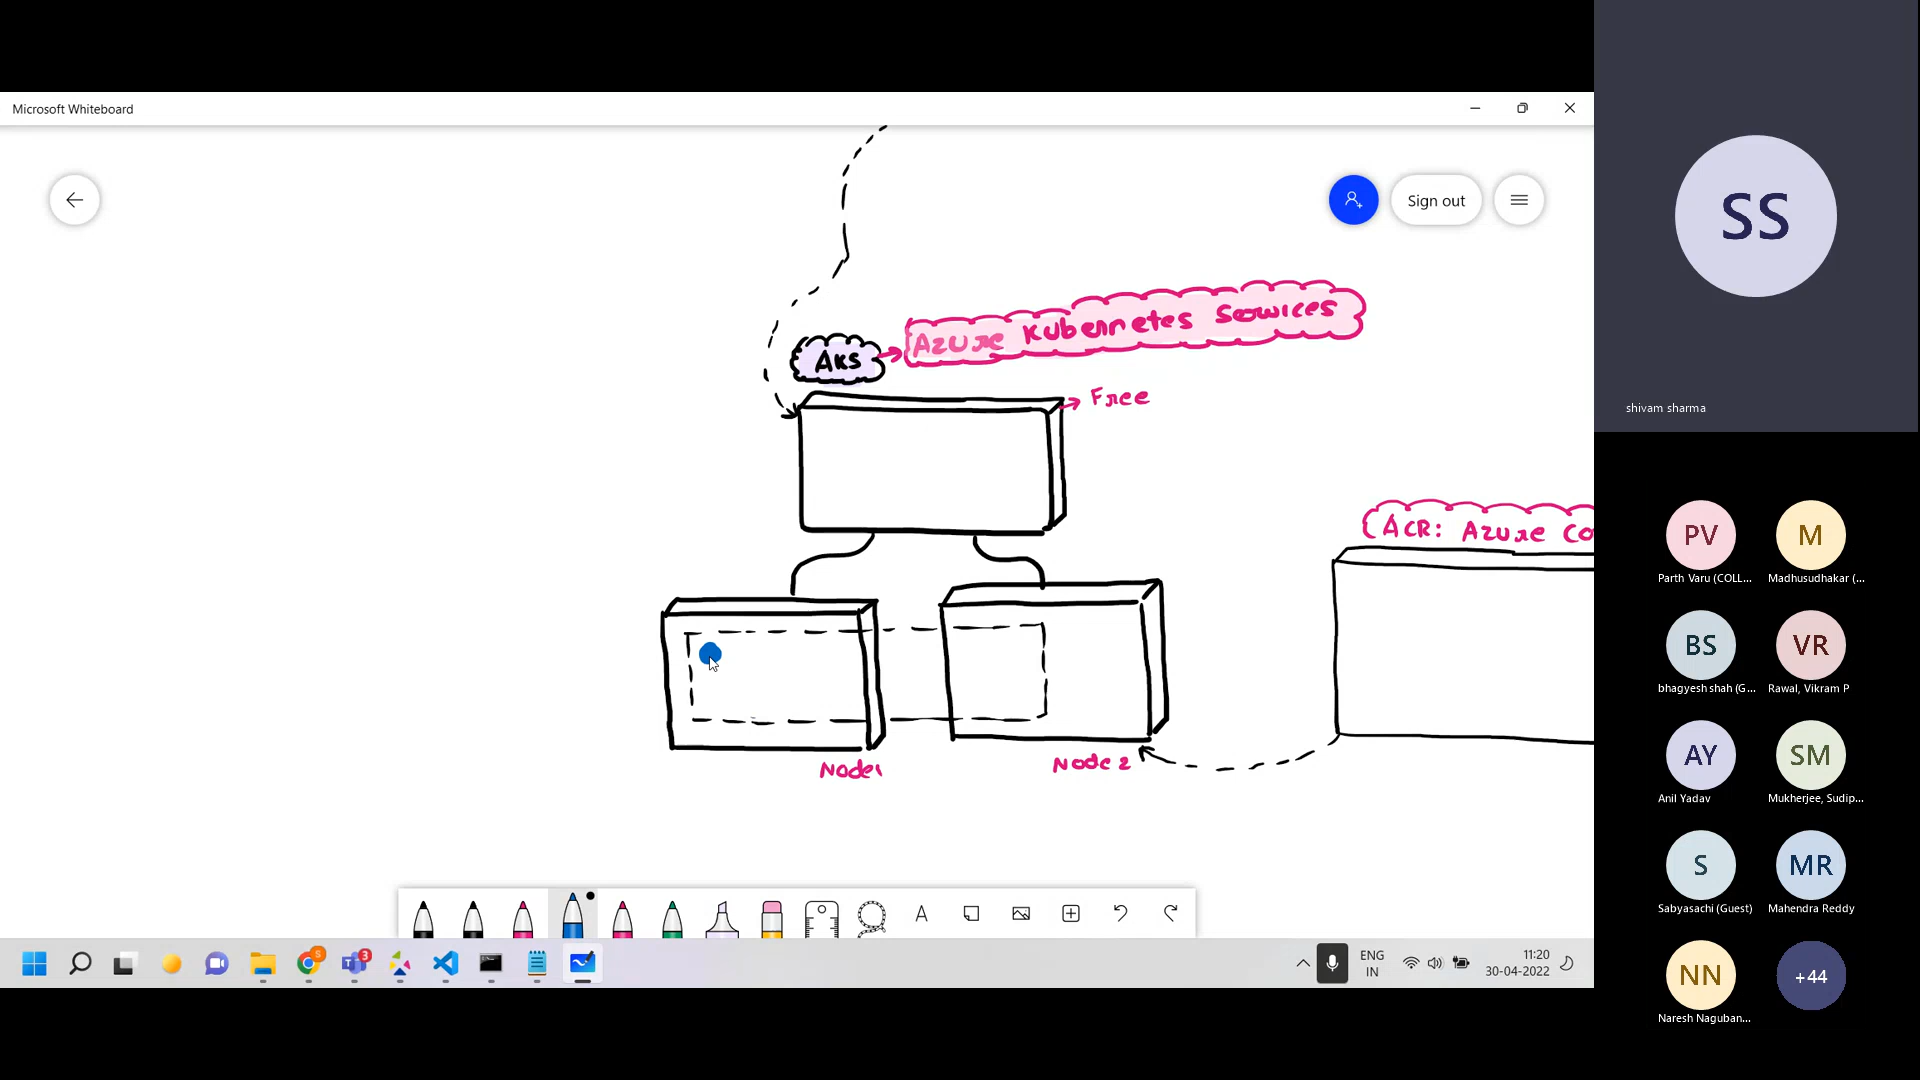 Microsoft Whiteboard
Sign out
AKS
Azure Kubernetes Services
Free
ACR: Azure Co
Node1
Node 2
A
ENG
IN
11:20
30-04-2022
3
S
SS
shivam sharma
PV
M
Parth Varu (COLL...
Madhusudhakar (...
BS
VR
bhagyesh shah (G...
Rawal, Vikram P
AY
SM
Anil Yadav
Mukherjee, Sudip...
S
MR
Sabyasachi (Guest)
Mahendra Reddy
NN
+44
Naresh Naguban...